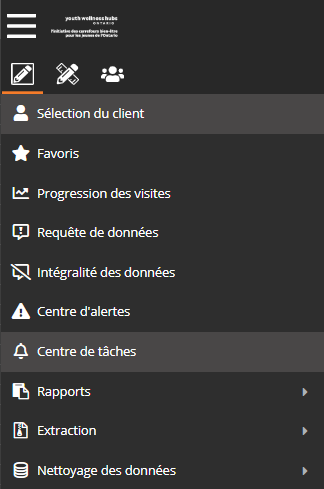 youth wellness hubs
ONTARIO
l'initiative des carrefours bien-être
pour les jeunes de l'Ontario
Sélection du client
Favoris
Progression des visites
Requête de données
Intégralité des données
Centre d'alertes
Centre de tâches
Rapports
Extraction
Nettoyage des données